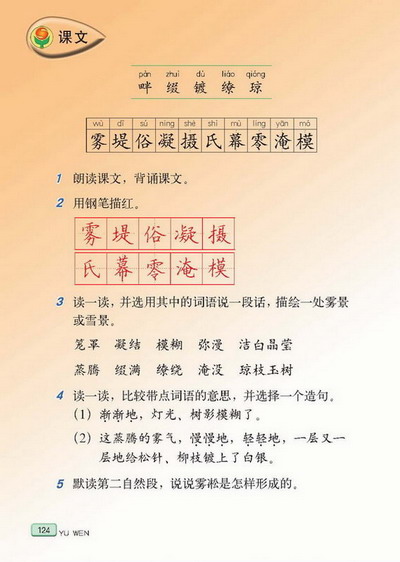 课文
pàn zhuì dù liáo qióng
畔 缀 镀 缭 琼
wù dī sú níng shè shì mù líng yān mó
雾 堤 俗 凝 摄 氏 幕 零 淹 模
1 朗读课文，背诵课文。
2 用钢笔描红。
雾 堤 俗 凝 摄
氏 幕 零 淹 模
3 读一读，并选用其中的词语说一段话，描绘一处雾景
或雪景。
笼罩 凝结 模糊 弥漫 洁白晶莹
蒸腾 缀满 缭绕 淹没 琼枝玉树
4 读一读，比较带点词语的意思，并选择一个造句。
（1）渐渐地，灯光、树影模糊了。
（2）这蒸腾的雾气，慢慢地，轻轻地，一层又一
层地给松针、柳枝镀上了白银。
5 默读第二自然段，说说雾凇是怎样形成的。
124 YU WEN